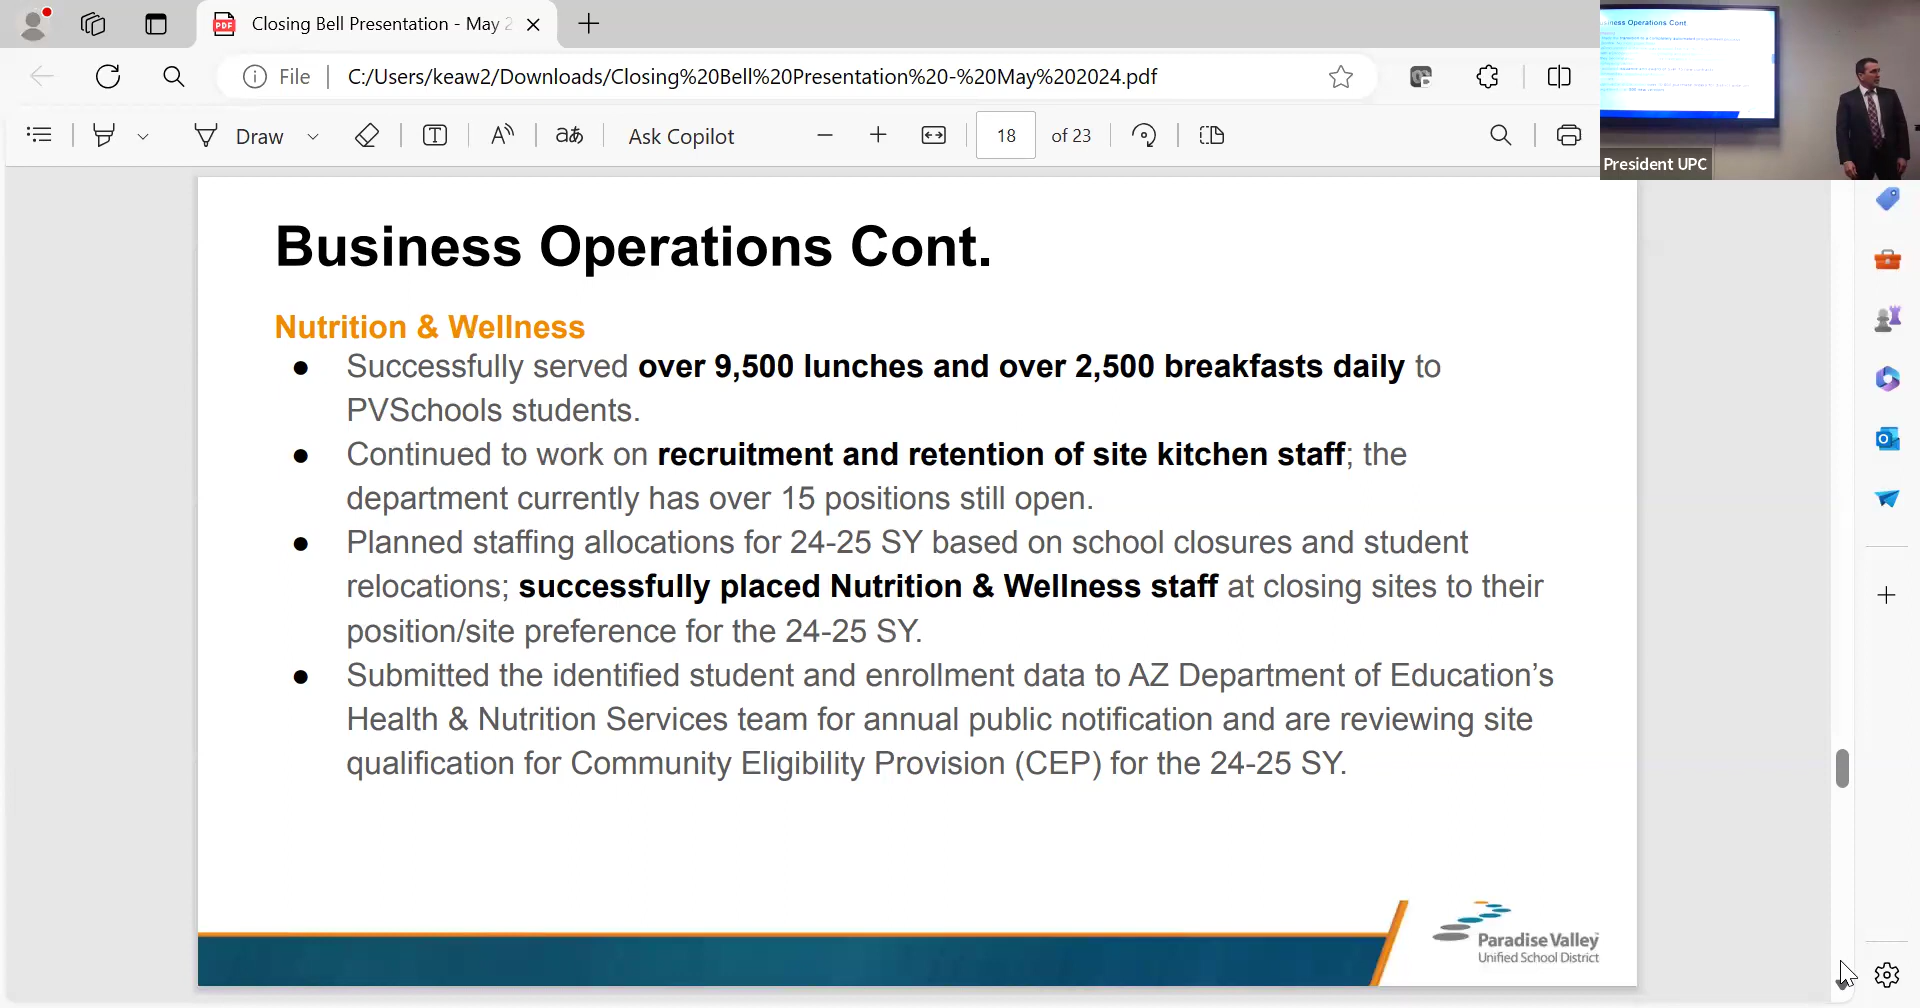 Closing Bell Presentation - May 2
File
C:/Users/keaw2/Downloads/Closing%20Bell%20Presentation%20-%20May%202024.pdf
Draw
Ask Copilot
18
of 23
Business Operations Cont
President UPC
Business Operations Cont.
Nutrition & Wellness
● Successfully served over 9,500 lunches and over 2,500 breakfasts daily to
PVSchools students.
● Continued to work on recruitment and retention of site kitchen staff; the
department currently has over 15 positions still open.
● Planned staffing allocations for 24-25 SY based on school closures and student
relocations; successfully placed Nutrition & Wellness staff at closing sites to their
position/site preference for the 24-25 SY.
● Submitted the identified student and enrollment data to AZ Department of Education’s
Health & Nutrition Services team for annual public notification and are reviewing site
qualification for Community Eligibility Provision (CEP) for the 24-25 SY.
Paradise Valley
Unified School District